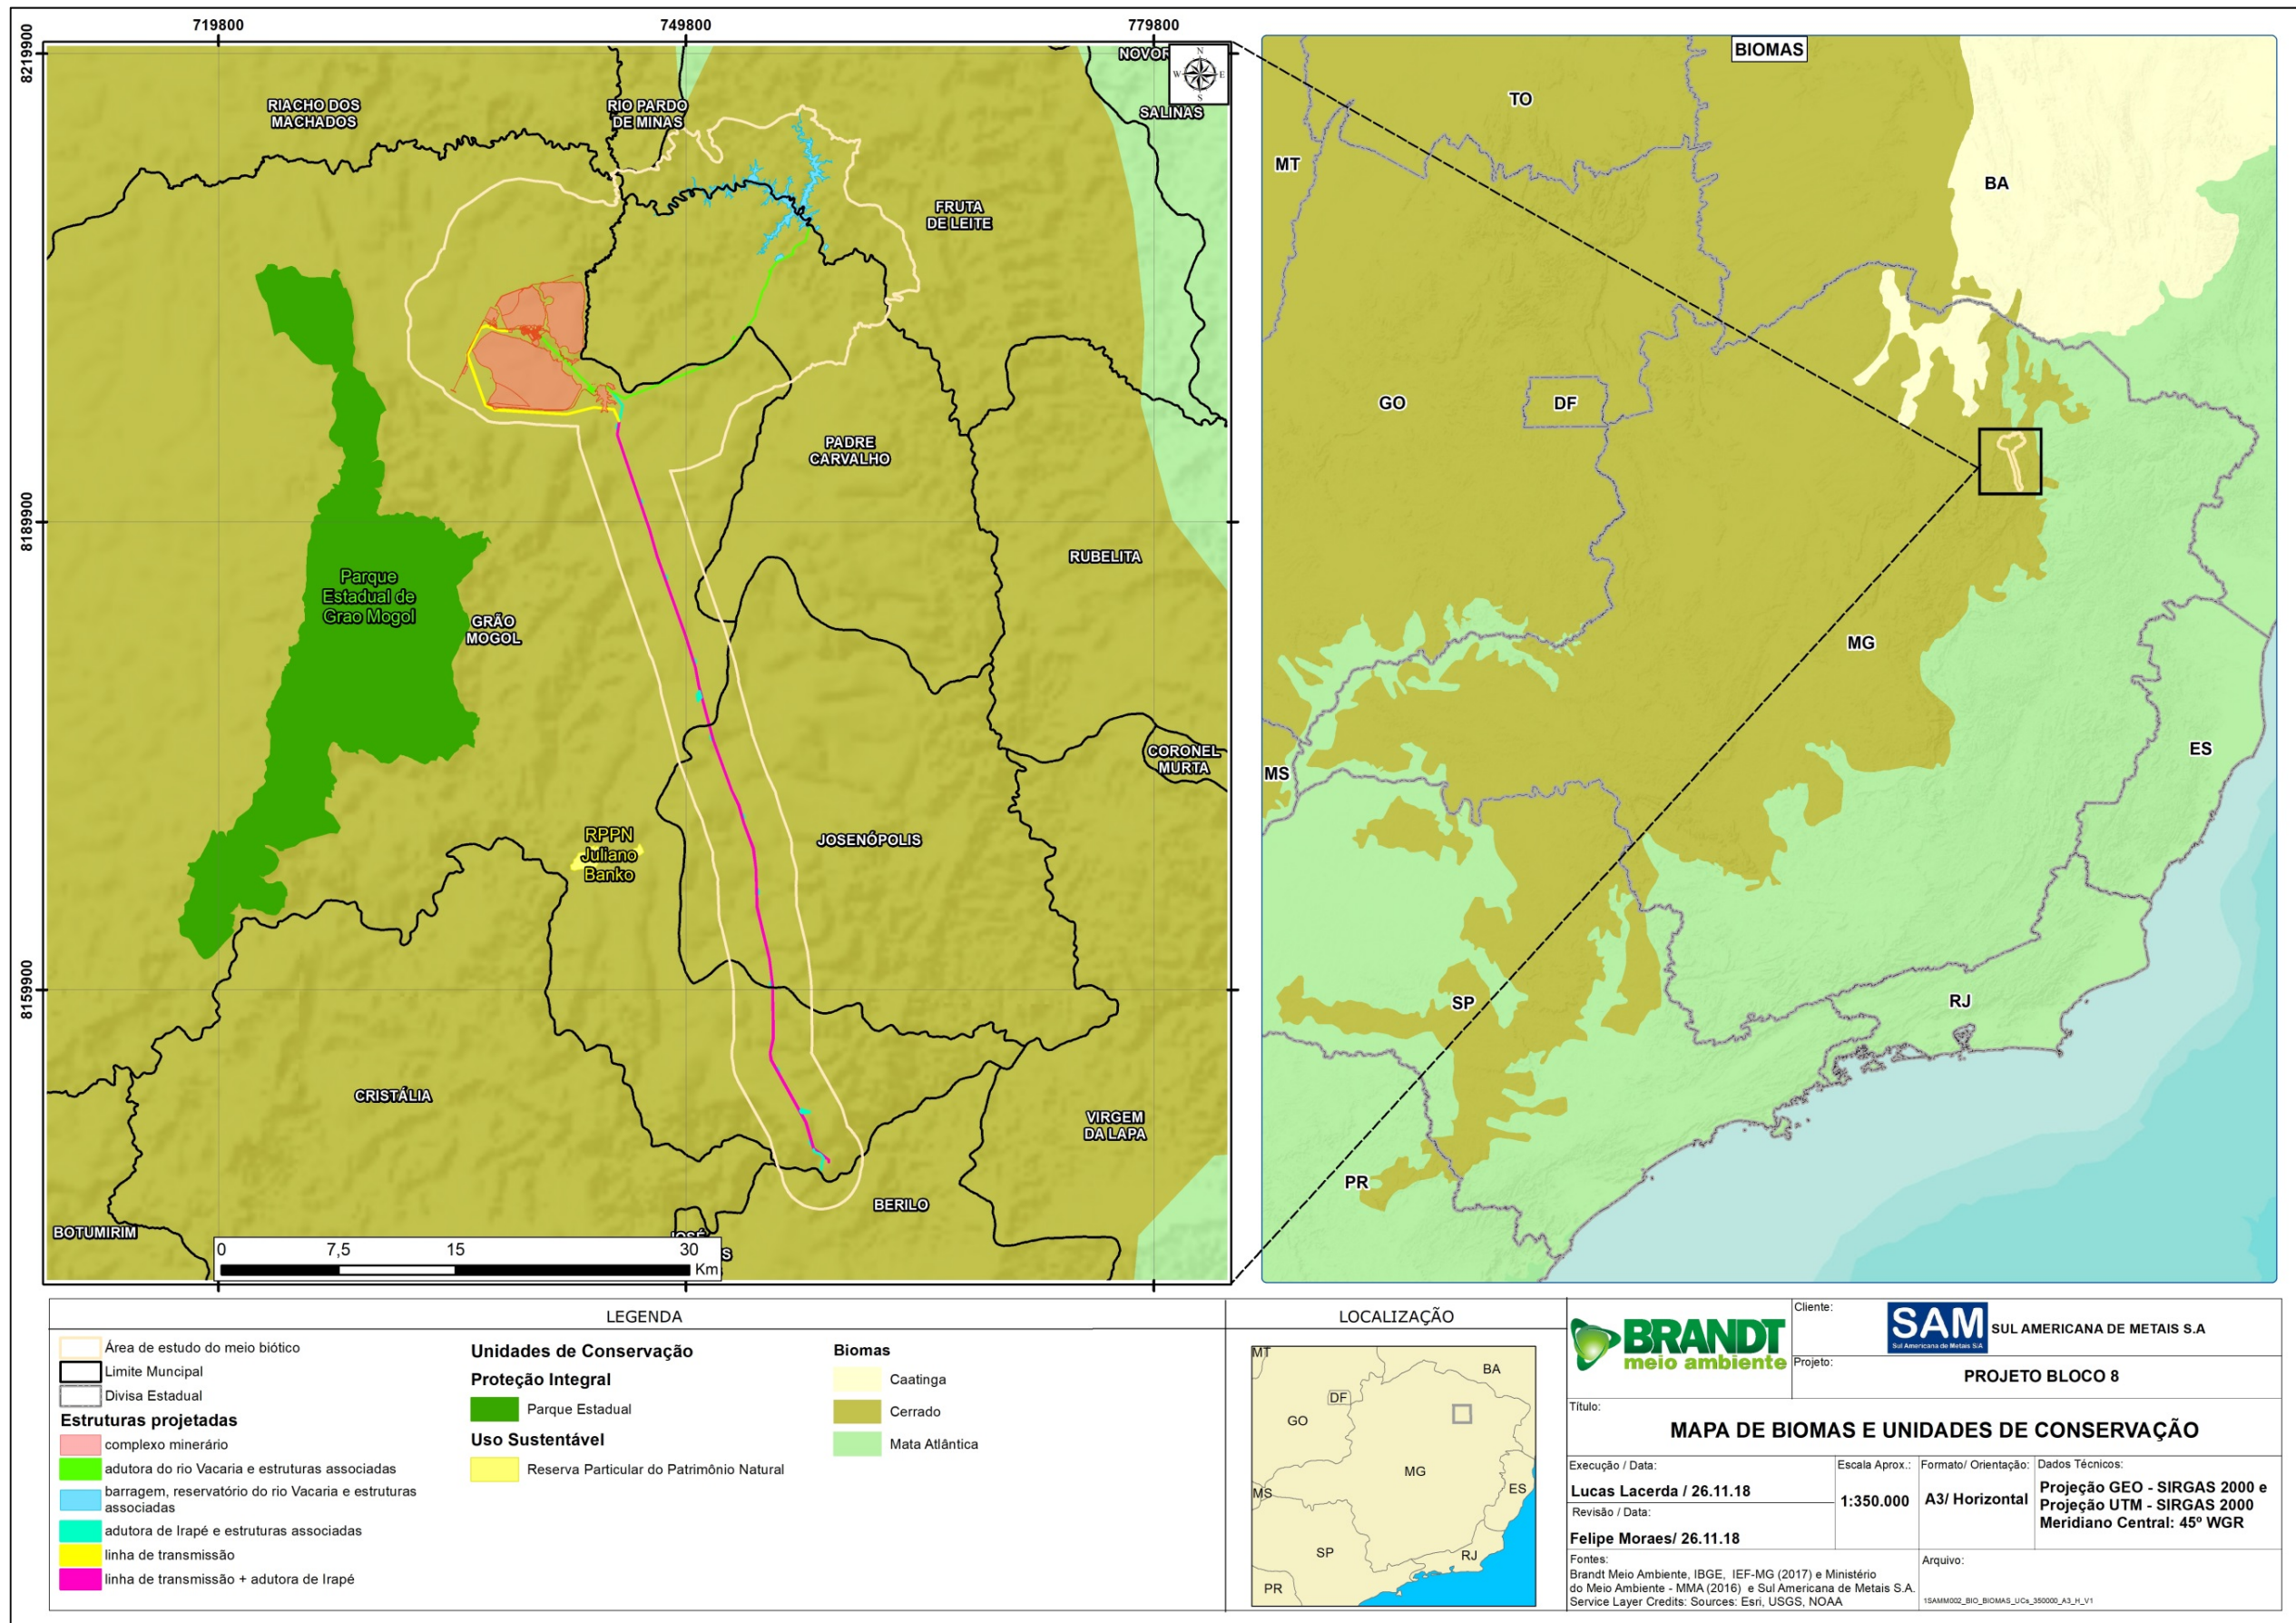 719800
749800
779800
8219900
8189900
8159900
NOVOR
RIACHO DOS
MACHADOS
RIO PARDO
DE MINAS
N
W
E
S
SALINAS
FRUTA
DE LEITE
PADRE
CARVALHO
RUBELITA
Parque
Estadual de
Grao Mogol
GRÃO
MOGOL
CORONEL
MURTA
RPPN
Juliano
Banko
JOSENÓPOLIS
CRISTÁLIA
VIRGEM
DA LAPA
BERILO
BOTUMIRIM
JOSÉ
S
0
7,5
15
30
Km
BIOMAS
TO
MT
BA
GO
DF
MG
ES
MS
SP
RJ
PR
LEGENDA
Área de estudo do meio biótico
Limite Muncipal
Divisa Estadual
Estruturas projetadas
complexo minerário
adutora do rio Vacaria e estruturas associadas
barragem, reservatório do rio Vacaria e estruturas
associadas
adutora de Irapé e estruturas associadas
linha de transmissão
linha de transmissão + adutora de Irapé
Unidades de Conservação
Proteção Integral
Parque Estadual
Uso Sustentável
Reserva Particular do Patrimônio Natural
Biomas
Caatinga
Cerrado
Mata Atlântica
LOCALIZAÇÃO
MT
BA
DF
GO
MG
MS
ES
SP
RJ
PR
BRANDT
meio ambiente
Cliente:
SAM
Sul Americana de Metais S/A
SUL AMERICANA DE METAIS S.A
Projeto:
PROJETO BLOCO 8
Título:
MAPA DE BIOMAS E UNIDADES DE CONSERVAÇÃO
Execução / Data:
Lucas Lacerda / 26.11.18
Revisão / Data:
Felipe Moraes/ 26.11.18
Escala Aprox.:
1:350.000
Formato/ Orientação:
A3/ Horizontal
Dados Técnicos:
Projeção GEO - SIRGAS 2000 e
Projeção UTM - SIRGAS 2000
Meridiano Central: 45º WGR
Fontes:
Brandt Meio Ambiente, IBGE, IEF-MG (2017) e Ministério
do Meio Ambiente - MMA (2016) e Sul Americana de Metais S.A.
Service Layer Credits: Sources: Esri, USGS, NOAA
Arquivo:
1SAMM002_BIO_BIOMAS_UCs_350000_A3_H_V1